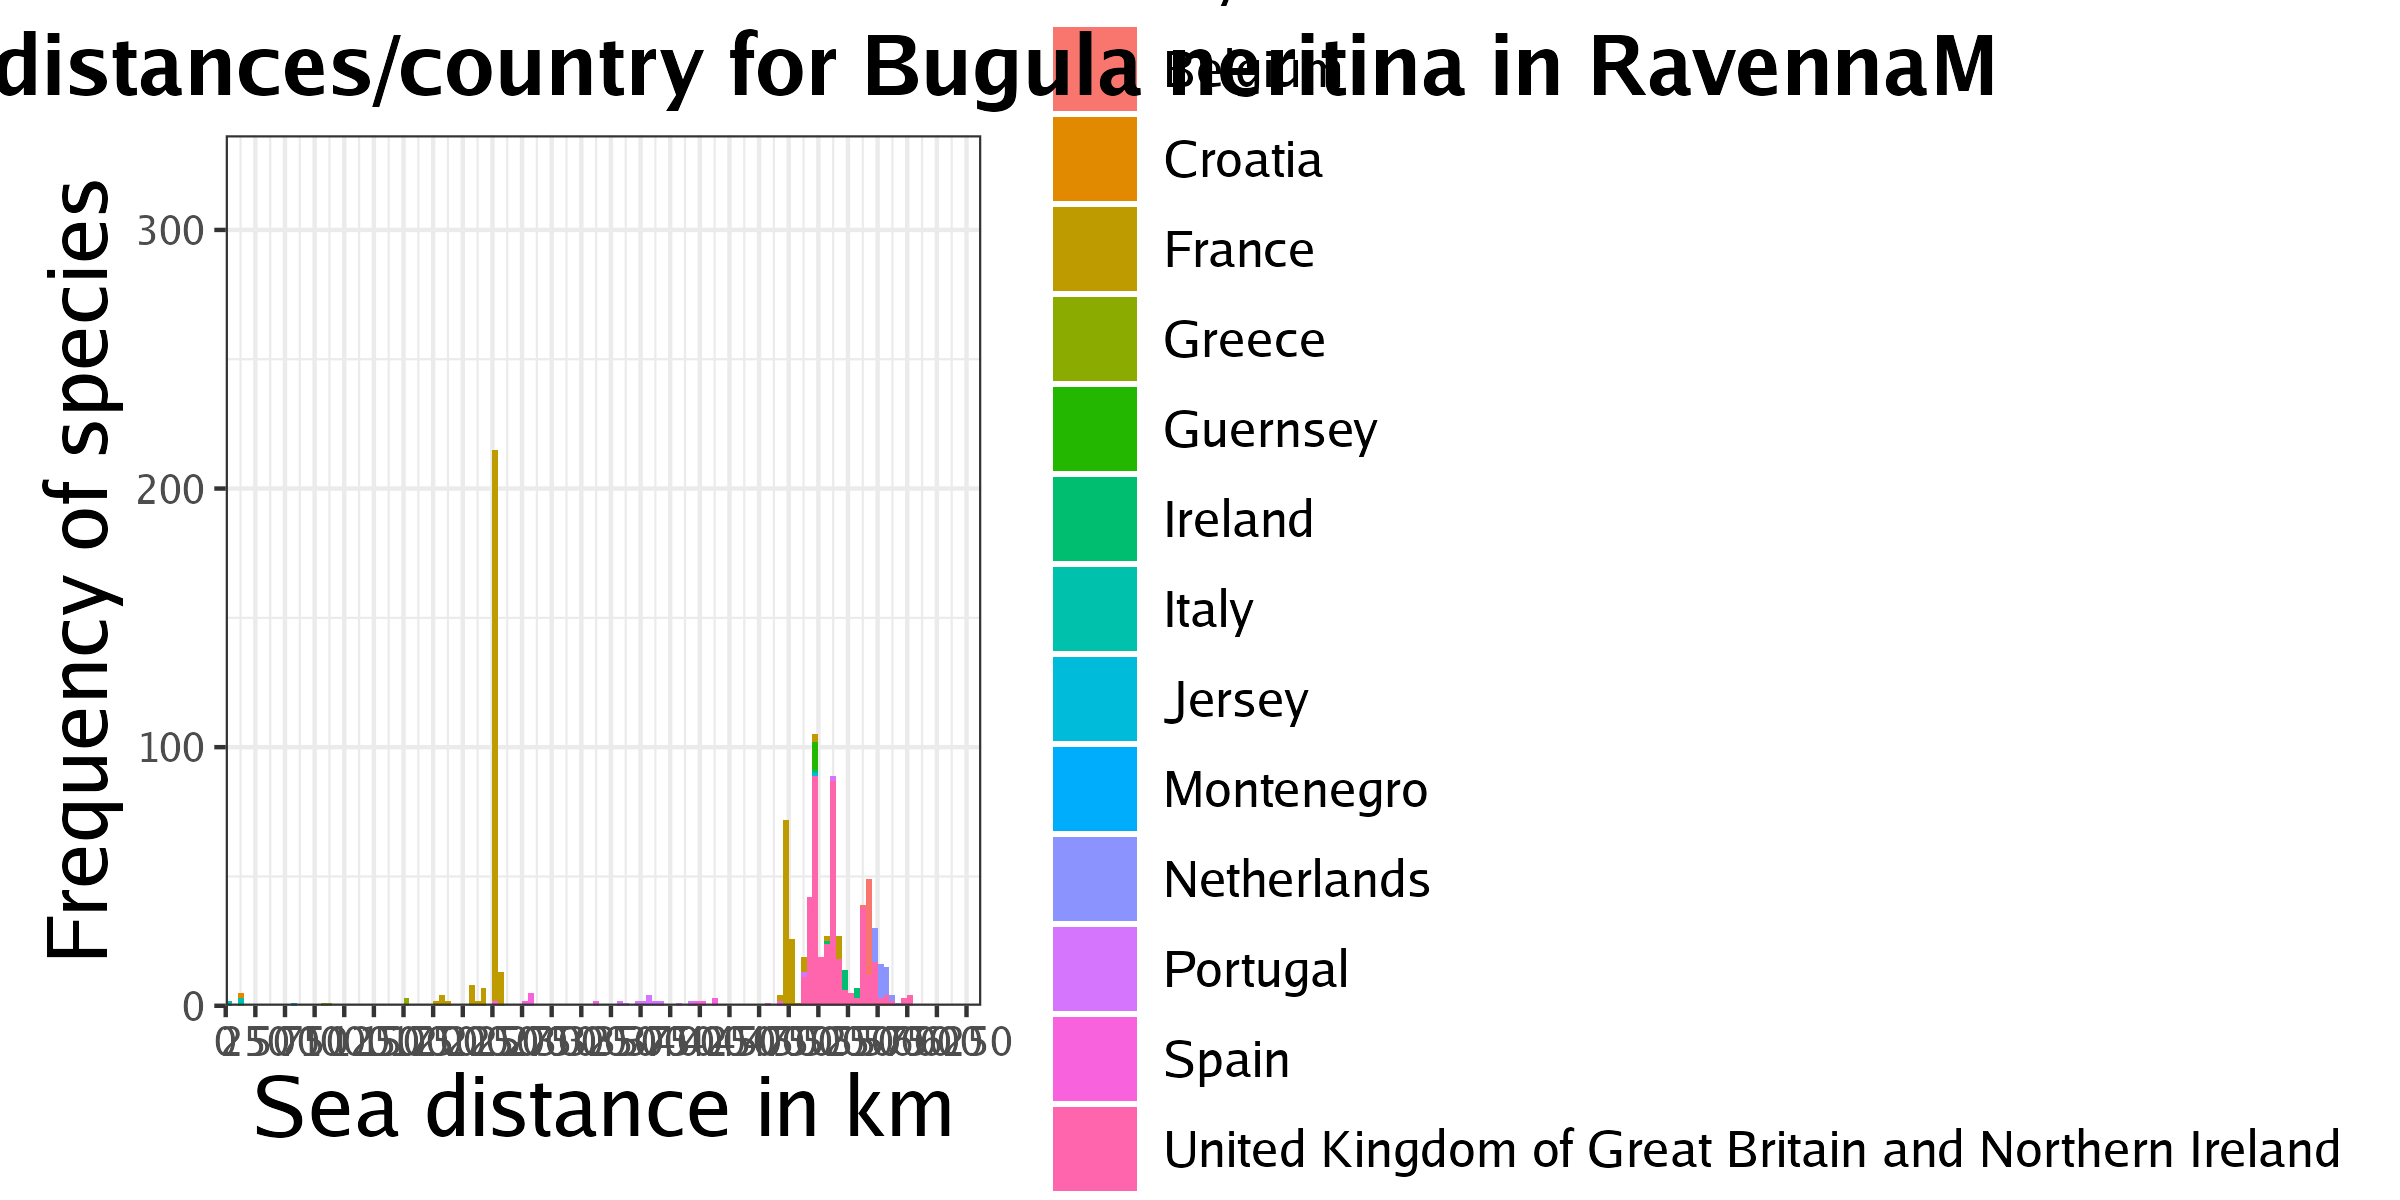 distances/country for Bugula neritina in RavennaM
Belgium
Croatia
France
Greece
Guernsey
Ireland
Italy
Jersey
Montenegro
Netherlands
Portugal
Spain
United Kingdom of Great Britain and Northern Ireland
Frequency of species
300
200
100
0
Sea distance in km